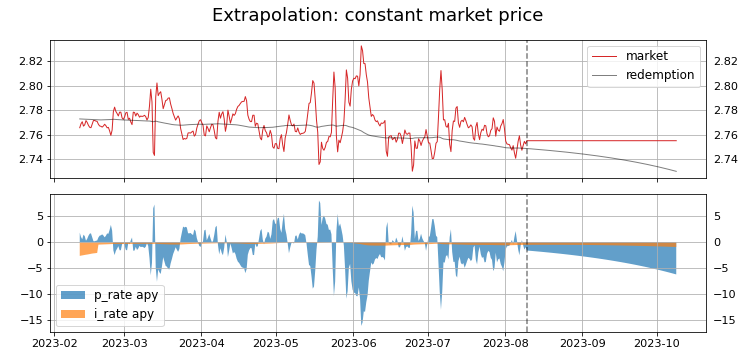 Extrapolation: constant market price
2.82 2.82
2.80 2.80
2.78 2.78
2.76 2.76
2.74 2.74
market
redemption
5 5
0 0
−5 −5
−10 −10
−15 −15
p_rate apy
i_rate apy
2023-02 2023-03 2023-04 2023-05 2023-06 2023-07 2023-08 2023-09 2023-10